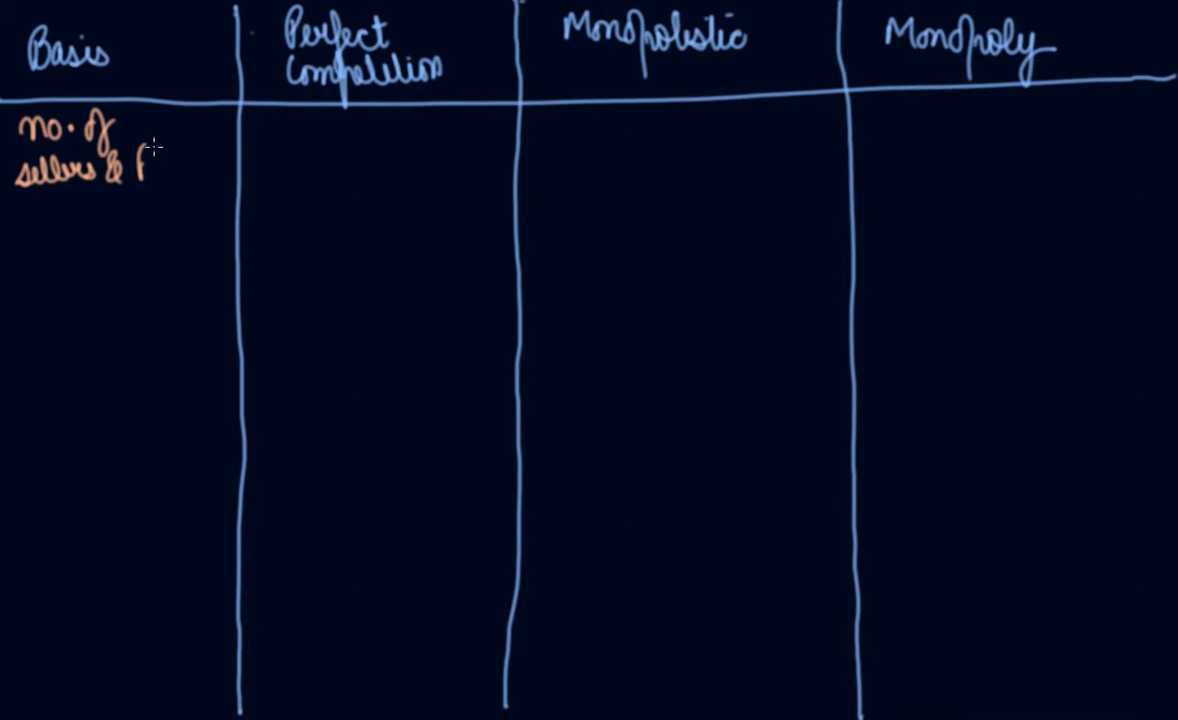 Basis
Perfect
Competition
Monopolistic
Monopoly
no. of
sellers &